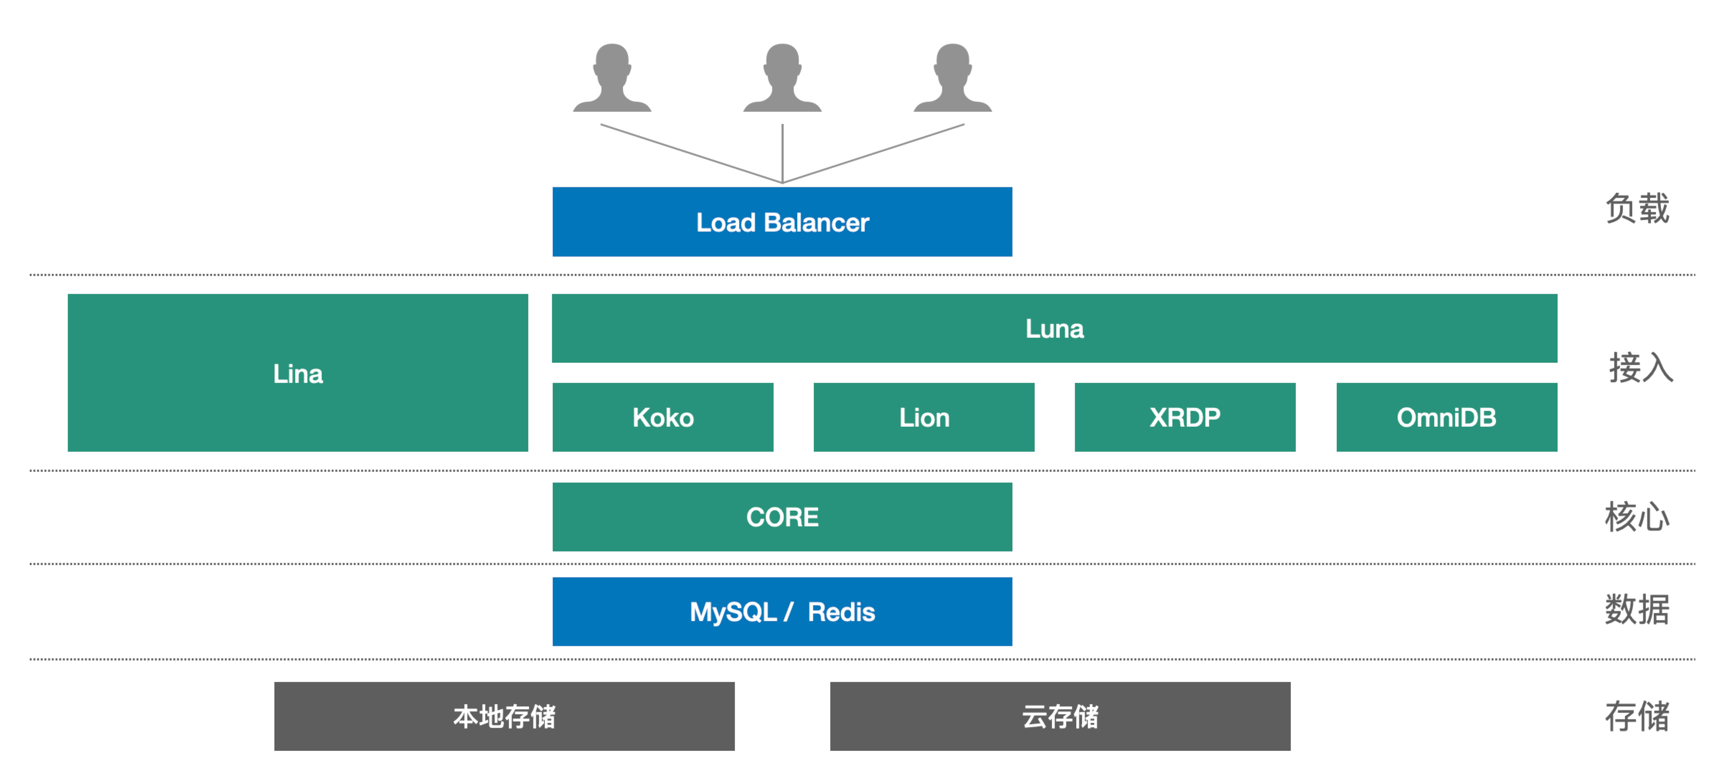 Load Balancer
负载
Lina
Luna
接入
Koko
Lion
XRDP
OmniDB
CORE
核心
MySQL / Redis
数据
本地存储
云存储
存储